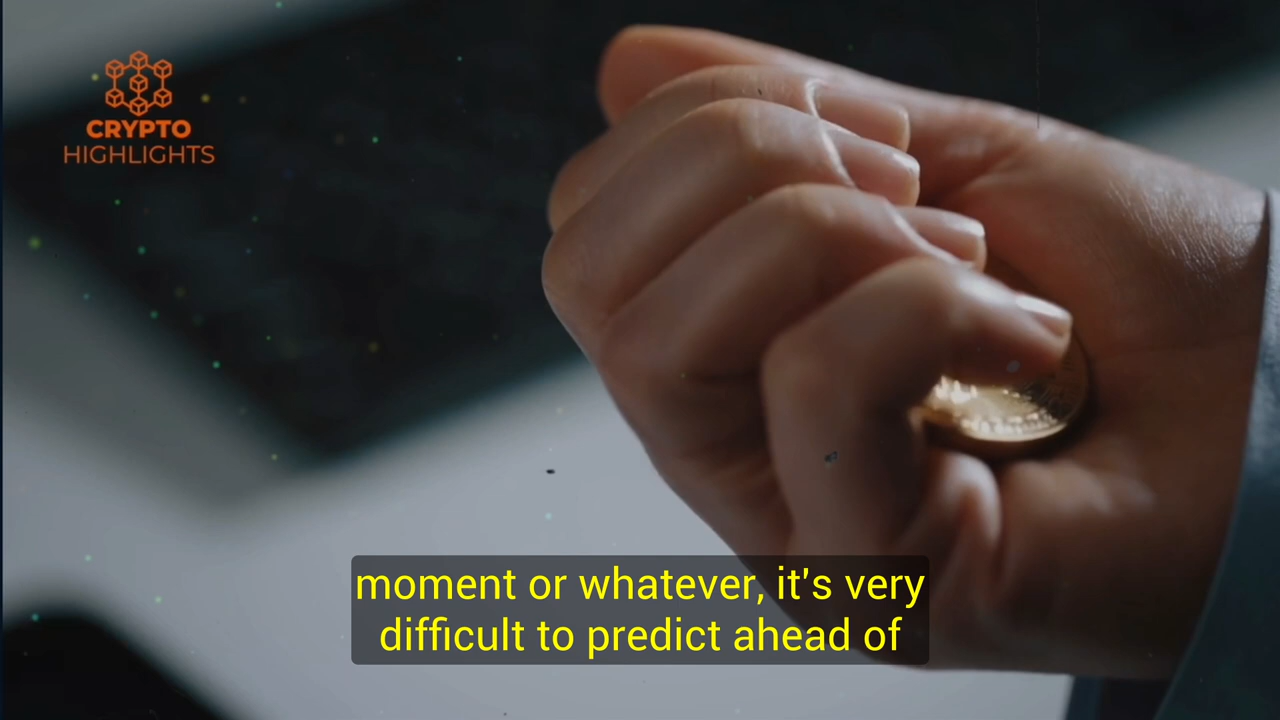 CRYPTO
HIGHLIGHTS
moment or whatever, it's very
difficult to predict ahead of